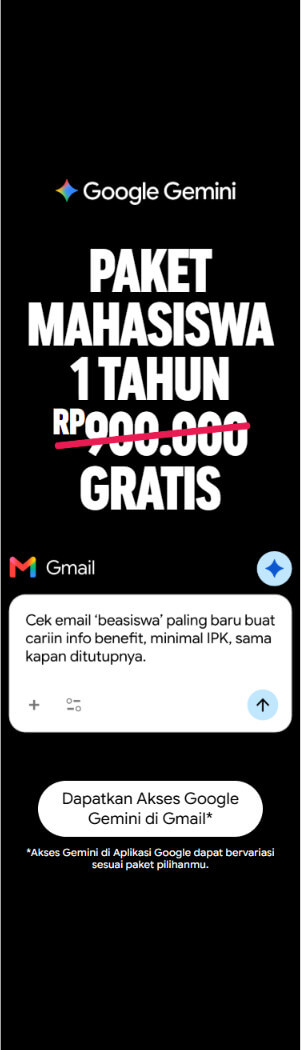 Google Gemini
PAKET
MAHASISWA
1 TAHUN
RP900.000
GRATIS
Gmail
Cek email ‘beasiswa’ paling baru buat
cariin info benefit, minimal IPK, sama
kapan ditutupnya.
Dapatkan Akses Google
Gemini di Gmail*
*Akses Gemini di Aplikasi Google dapat bervariasi
sesuai paket pilihanmu.